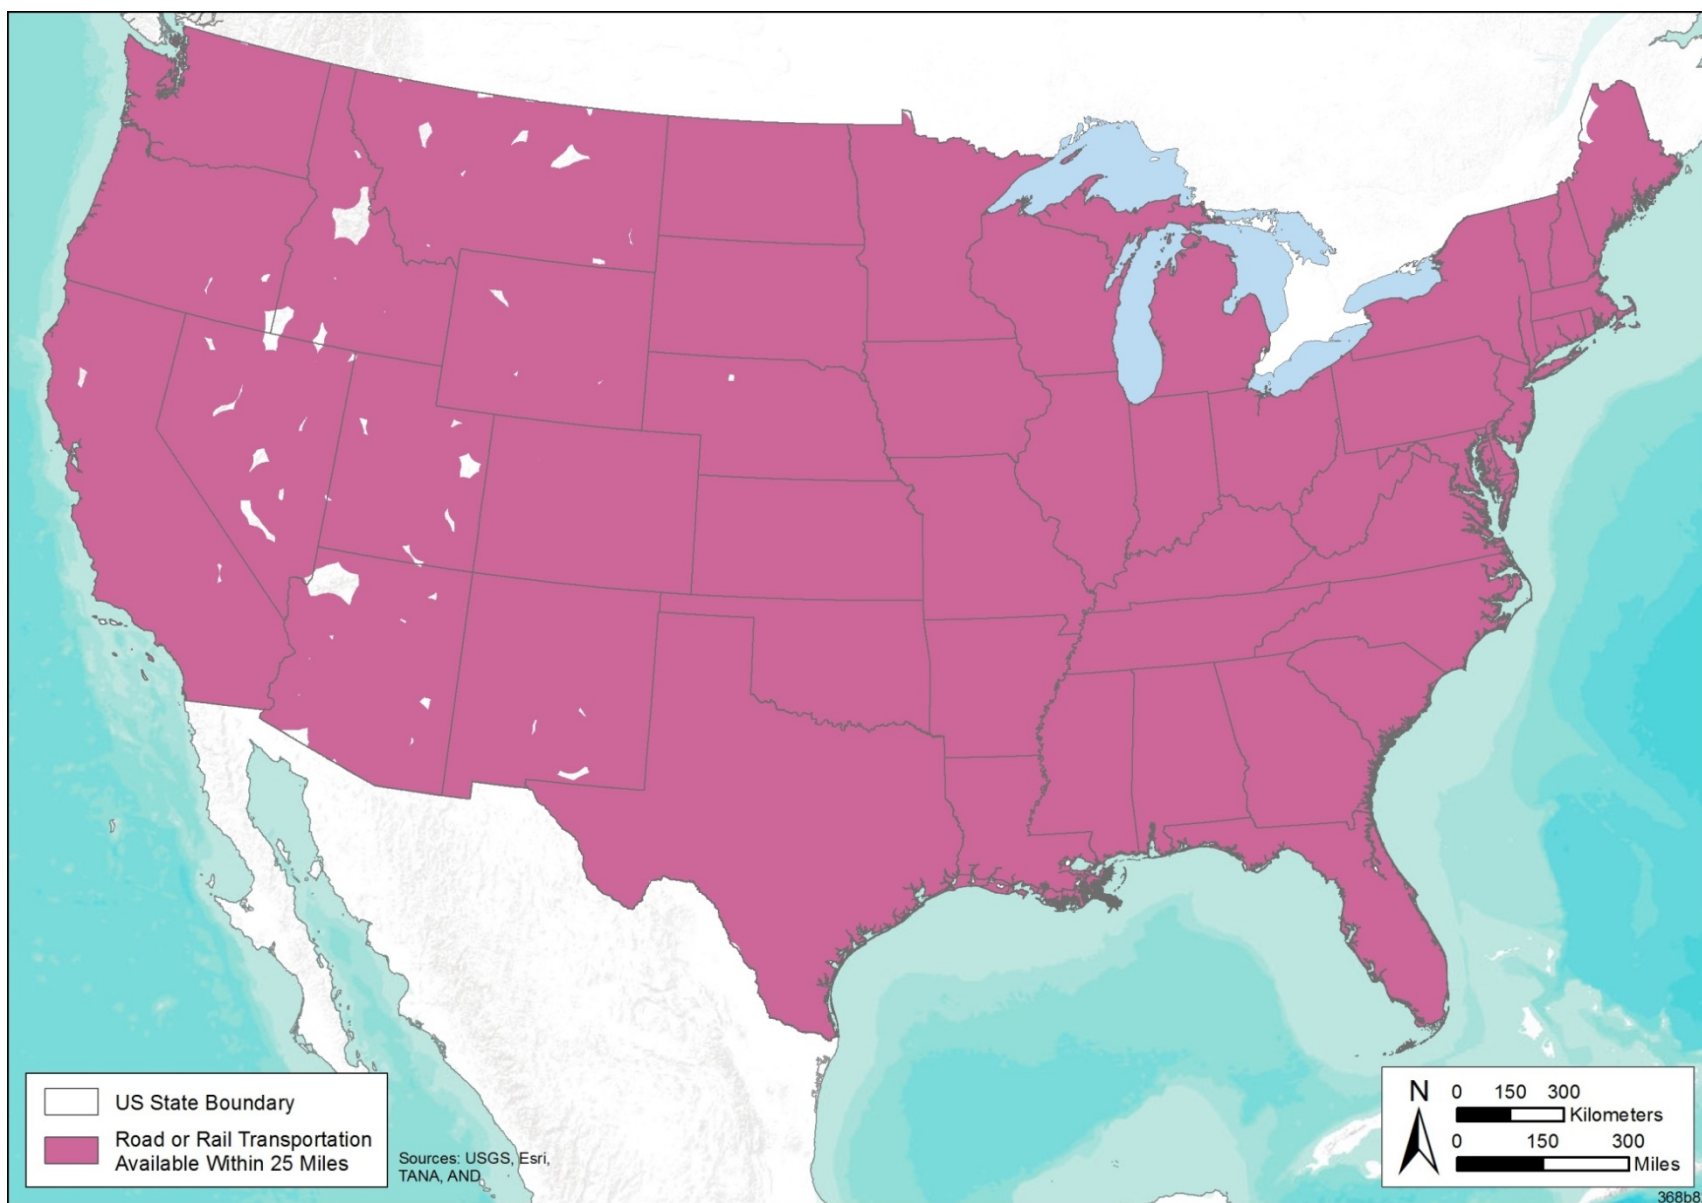 US State Boundary
Road or Rail Transportation
Available Within 25 Miles
Sources: USGS, Esri,
TANA, AND
N
0 150 300
Kilometers
0 150 300
Miles
368b8